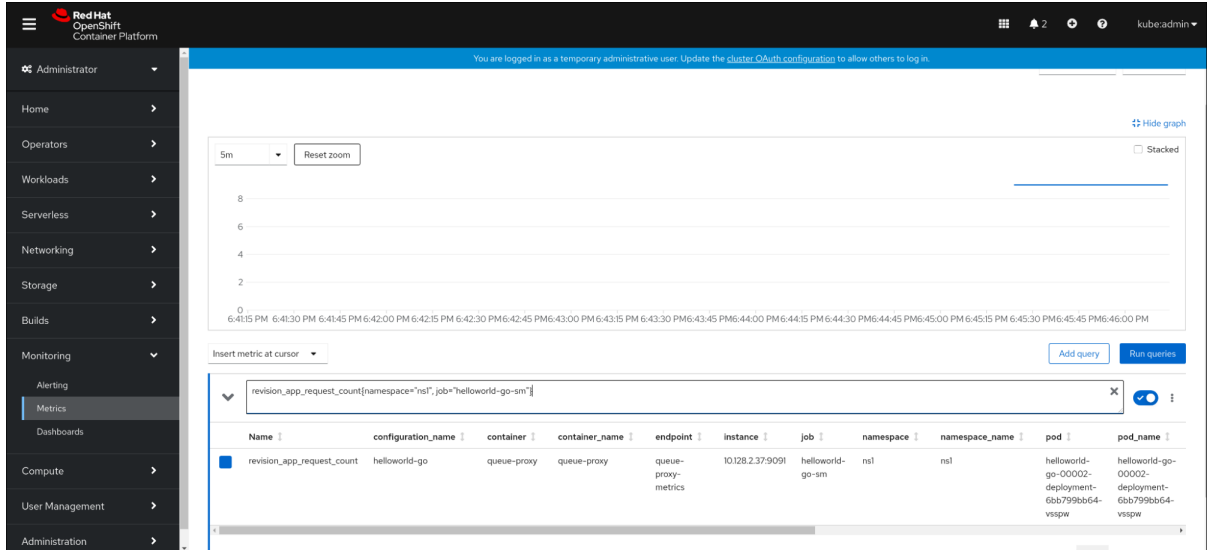 Red Hat
OpenShift
Container Platform
2
kube:admin
Administrator
Home
Operators
Workloads
Serverless
Networking
Storage
Builds
Monitoring
Alerting
Metrics
Dashboards
Compute
User Management
Administration
You are logged in as a temporary administrative user. Update the cluster OAuth configuration to allow others to log in.
Hide graph
5m
Reset zoom
Stacked
8
6
4
2
0
6:41:15 PM 6:41:30 PM 6:41:45 PM 6:42:00 PM 6:42:15 PM 6:42:30 PM 6:42:45 PM 6:43:00 PM 6:43:15 PM 6:43:30 PM 6:43:45 PM 6:44:00 PM 6:44:15 PM 6:44:30 PM 6:44:45 PM 6:45:00 PM 6:45:15 PM 6:45:30 PM 6:45:45 PM 6:46:00 PM
Insert metric at cursor
Add query
Run queries
revision_app_request_count{namespace="ns1", job="helloworld-go-sm"}
Name configuration_name container container_name endpoint instance job namespace namespace_name pod pod_name
revision_app_request_count helloworld-go queue-proxy queue-proxy queue- 10.128.2.37:9091 helloworld- ns1 ns1 helloworld- helloworld-go-
proxy- go-sm go-00002- 00002-
metrics deployment- deployment-
6bb799bb64- 6bb799bb64-
vsspw vsspw